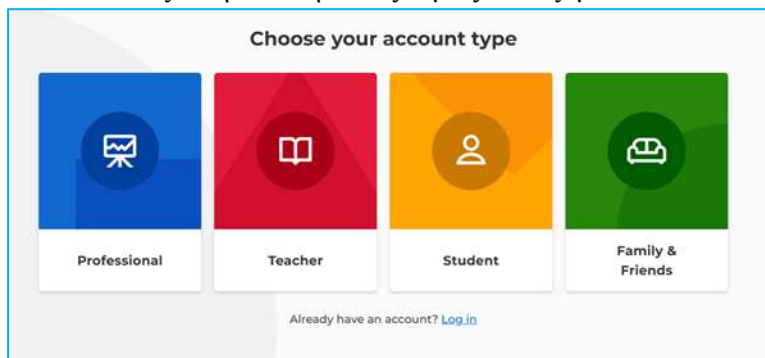 Choose your account type
Professional
Teacher
Student
Family &
Friends
Already have an account? Log in